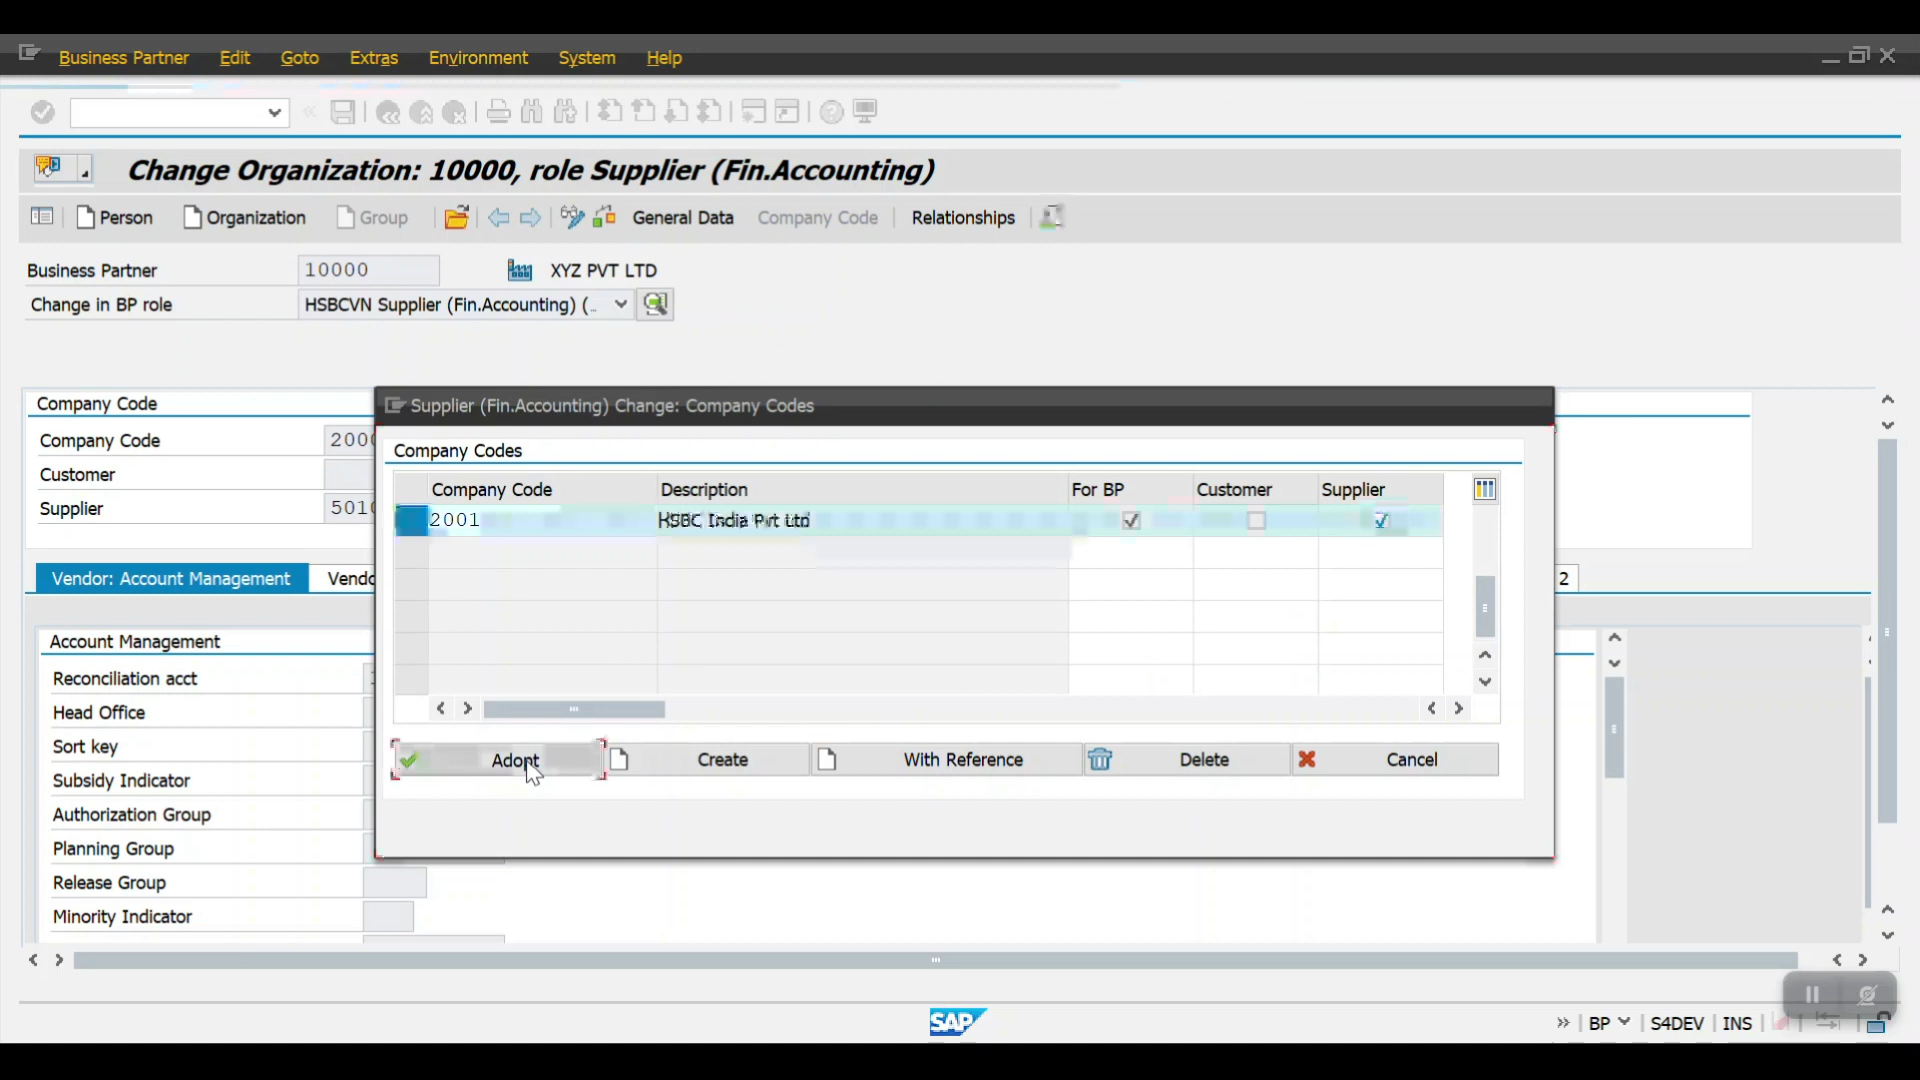 Business Partner Edit Goto Extras Environment System Help
Change Organization: 10000, role Supplier (Fin.Accounting)
Person Organization Group General Data Company Code Relationships
Business Partner 10000 XYZ PVT LTD
Change in BP role HSBCVN Supplier (Fin.Accounting) (..
Company Code
Company Code 200
Customer
Supplier 501
Vendor: Account Management Vend 2
Account Management
Reconciliation acct
Head Office
Sort key
Subsidy Indicator
Authorization Group
Planning Group
Release Group
Minority Indicator
Supplier (Fin.Accounting) Change: Company Codes
Company Codes
Company Code Description For BP Customer Supplier
2001 HSBC India Pvt Ltd
Adopt Create With Reference Delete Cancel
SAP
BP S4DEV INS